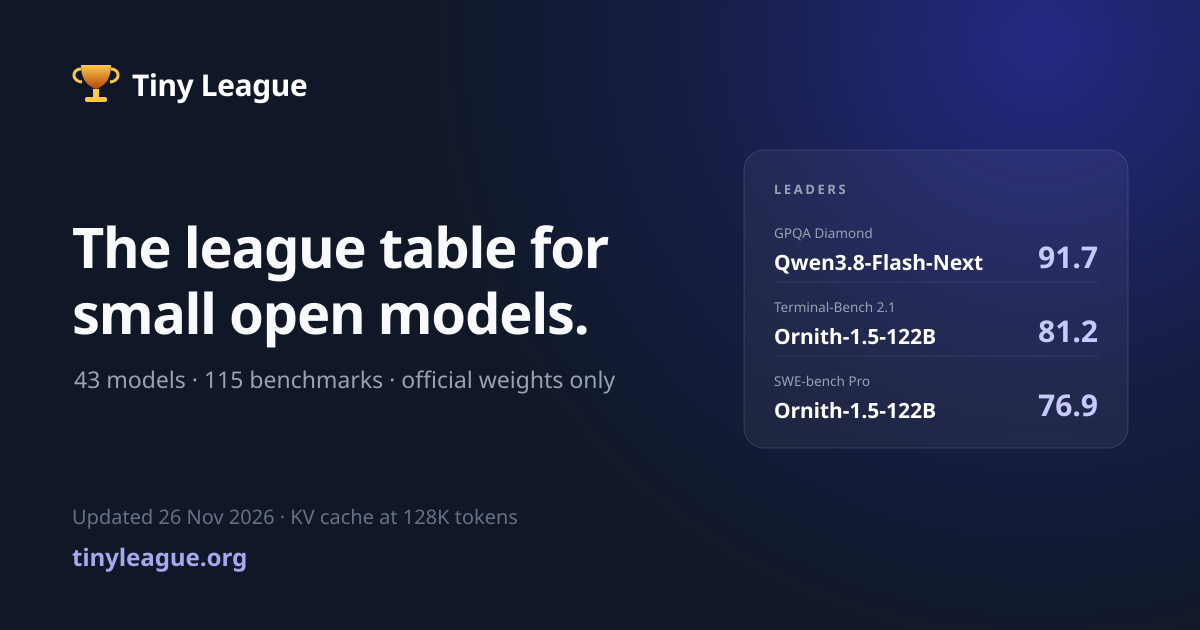 Tiny League
The league table for
small open models.
43 models · 115 benchmarks · official weights only
Updated 26 Nov 2026 · KV cache at 128K tokens
tinyleague.org
LEADERS
GPQA Diamond
Qwen3.8-Flash-Next 91.7
Terminal-Bench 2.1
Ornith-1.5-122B 81.2
SWE-bench Pro
Ornith-1.5-122B 76.9